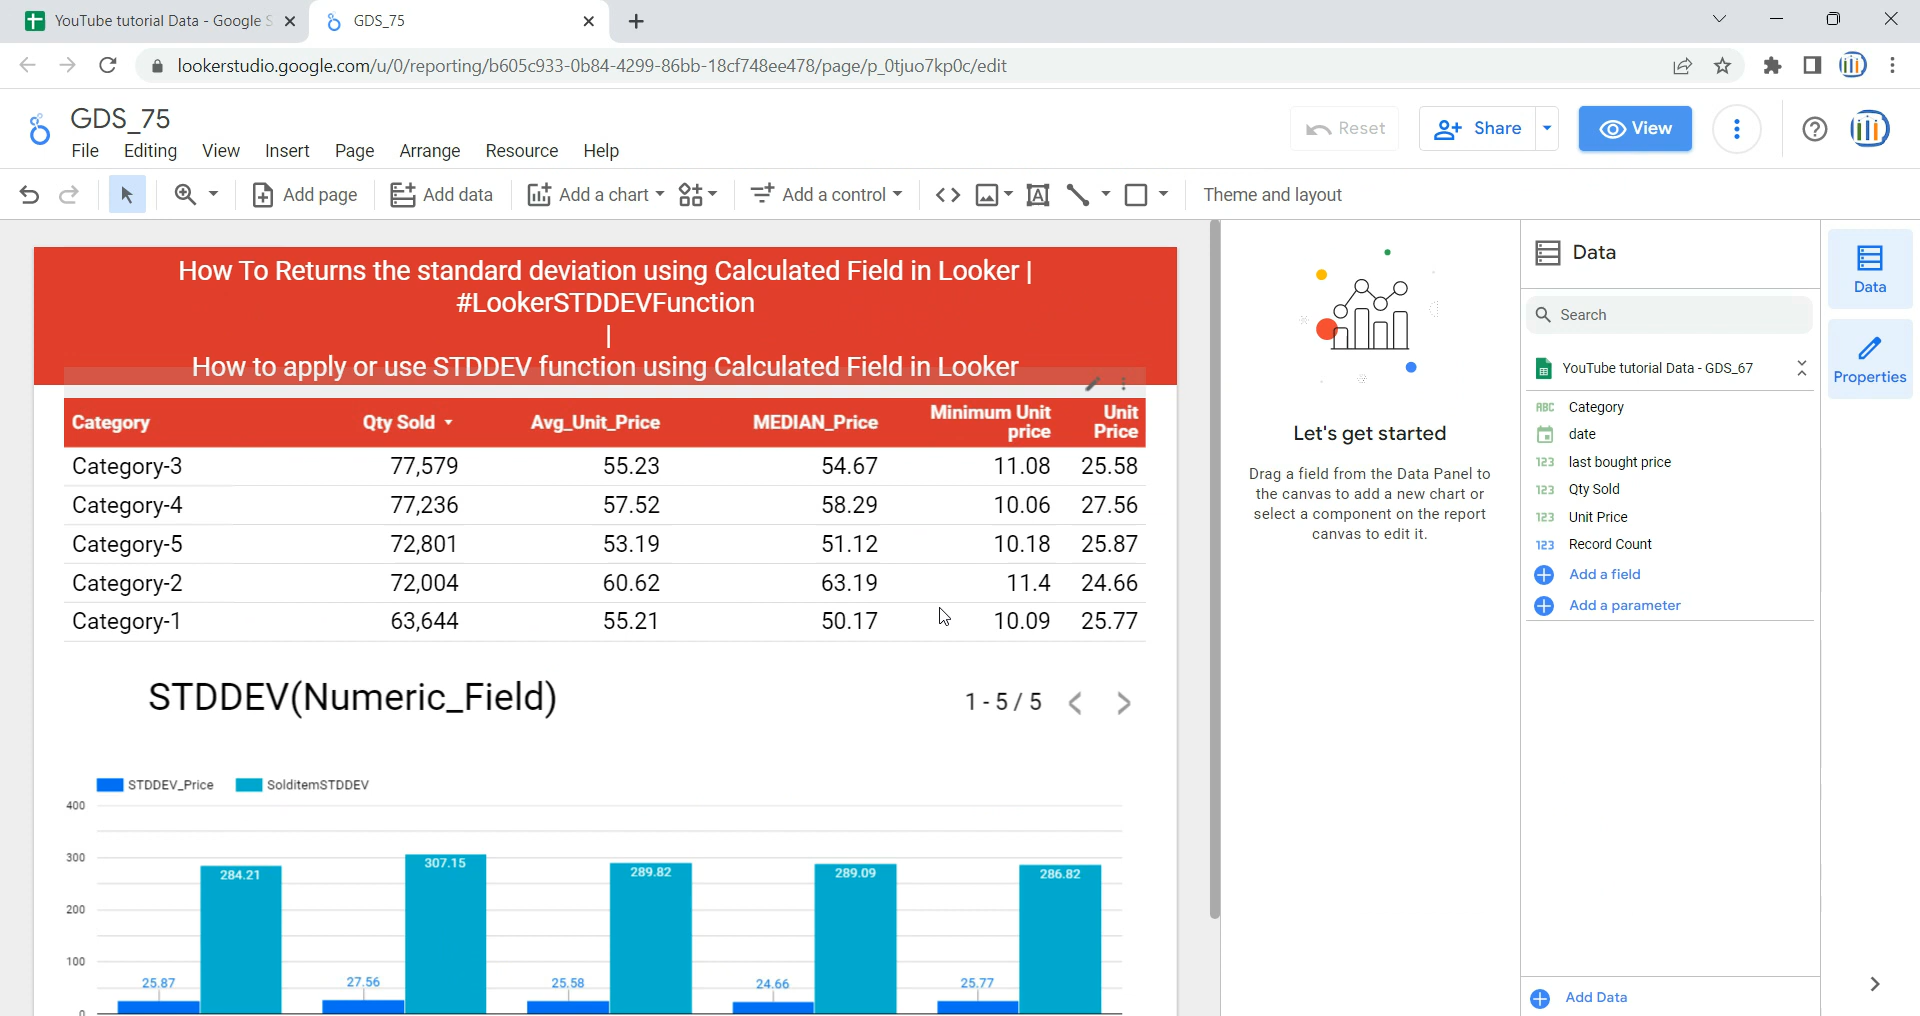 YouTube tutorial Data - Google S
GDS_75
lookerstudio.google.com/u/0/reporting/b605c933-0b84-4299-86bb-18cf748ee478/page/p_0tjuo7kp0c/edit
GDS_75
File Editing View Insert Page Arrange Resource Help
Reset
Share
View
Add page
Add data
Add a chart
Add a control
Theme and layout
How To Returns the standard deviation using Calculated Field in Looker |
#LookerSTDDEVFunction
|
How to apply or use STDDEV function using Calculated Field in Looker
Category Qty Sold Avg_Unit_Price MEDIAN_Price Minimum Unit price Unit Price
Category-3 77,579 55.23 54.67 11.08 25.58
Category-4 77,236 57.52 58.29 10.06 27.56
Category-5 72,801 53.19 51.12 10.18 25.87
Category-2 72,004 60.62 63.19 11.4 24.66
Category-1 63,644 55.21 50.17 10.09 25.77
STDDEV(Numeric_Field)
1 - 5 / 5
STDDEV_Price SolditemSTDDEV
400
300
200
100
0
284.21 307.15 289.82 289.09 286.82
25.87 27.56 25.58 24.66 25.77
Let's get started
Drag a field from the Data Panel to
the canvas to add a new chart or
select a component on the report
canvas to edit it.
Data
Search
YouTube tutorial Data - GDS_67
ABC Category
date
123 last bought price
123 Qty Sold
123 Unit Price
123 Record Count
Add a field
Add a parameter
Add Data
Data
Properties